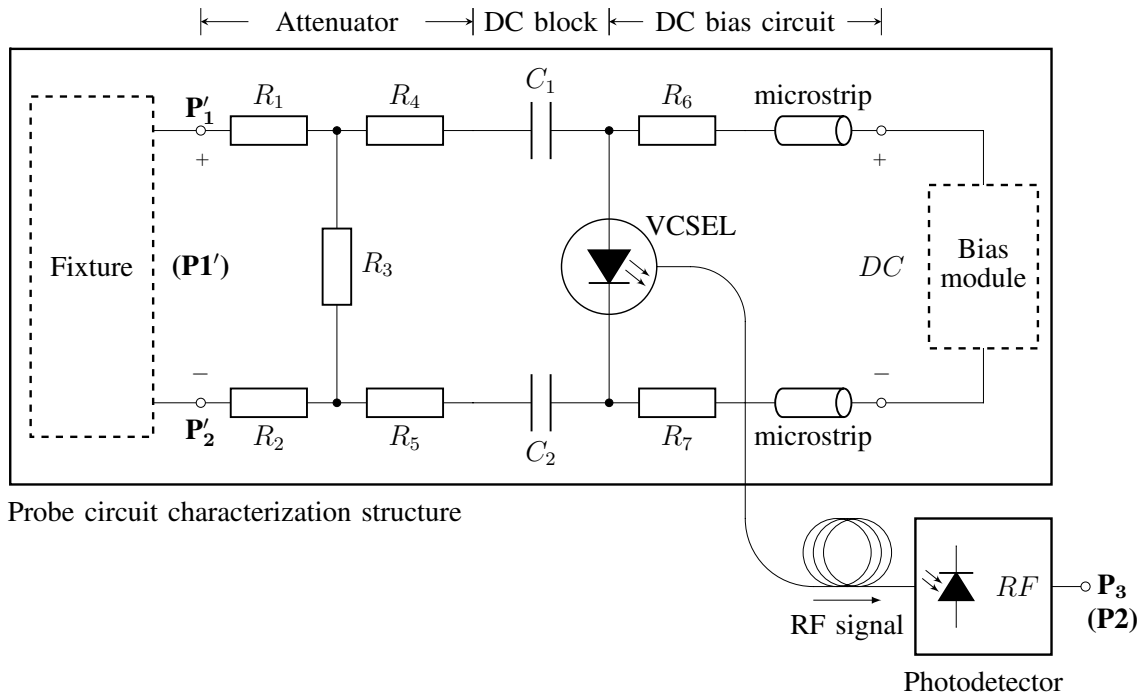 Attenuator DC block DC bias circuit
C₁
P′₁ R₁ R₄ R₆ microstrip
+ +
VCSEL
Fixture (P1′) R₃ DC Bias
module
− −
P′₂ R₂ R₅ C₂ R₇ microstrip
Probe circuit characterization structure
RF P₃
(P2)
RF signal
Photodetector